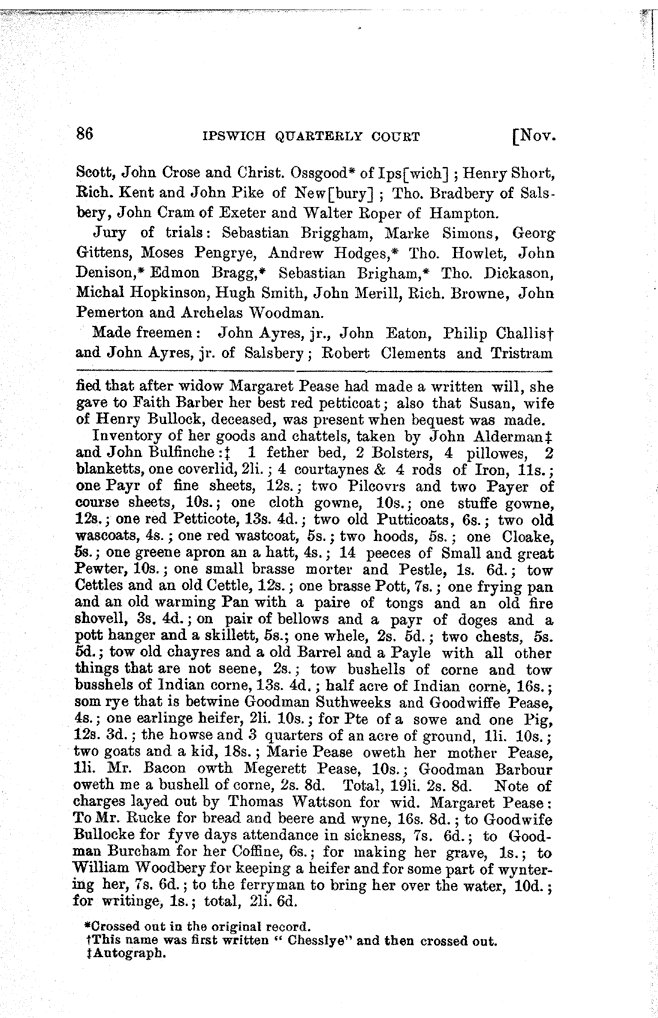 86 IPSWICH QUARTERLY COURT [Nov.
Scott, John Crose and Christ. Ossgood* of Ips[wich] ; Henry Short,
Rich. Kent and John Pike of New[bury] ; Tho. Bradbery of Sals-
bery, John Cram of Exeter and Walter Roper of Hampton.
Jury of trials: Sebastian Briggham, Marke Simons, Georg
Gittens, Moses Pengrye, Andrew Hodges,* Tho. Howlet, John
Denison,* Edmon Bragg,* Sebastian Brigham,* Tho. Dickason,
Michal Hopkinson, Hugh Smith, John Merill, Rich. Browne, John
Pemerton and Archelas Woodman.
Made freemen: John Ayres, jr., John Eaton, Philip Challis†
and John Ayres, jr. of Salsbery; Robert Clements and Tristram
fied that after widow Margaret Pease had made a written will, she
gave to Faith Barber her best red petticoat; also that Susan, wife
of Henry Bullock, deceased, was present when bequest was made.
Inventory of her goods and chattels, taken by John Alderman‡
and John Bulfinche:‡ 1 fether bed, 2 Bolsters, 4 pillowes, 2
blanketts, one coverlid, 2li. ; 4 courtaynes & 4 rods of Iron, 11s. ;
one Payr of fine sheets, 12s. ; two Pilcovrs and two Payer of
course sheets, 10s. ; one cloth gowne, 10s. ; one stuffe gowne,
12s. ; one red Petticote, 13s. 4d. ; two old Putticoats, 6s. ; two old
wascoats, 4s. ; one red wastcoat, 5s. ; two hoods, 5s. ; one Cloake,
5s. ; one greene apron an a hatt, 4s. ; 14 peeces of Small and great
Pewter, 10s. ; one small brasse morter and Pestle, 1s. 6d. ; tow
Cettles and an old Cettle, 12s. ; one brasse Pott, 7s. ; one frying pan
and an old warming Pan with a paire of tongs and an old fire
shovell, 3s. 4d. ; on pair of bellows and a payr of doges and a
pott hanger and a skillett, 5s.; one whele, 2s. 5d. ; two chests, 5s.
5d. ; tow old chayres and a old Barrel and a Payle with all other
things that are not seene, 2s. ; tow bushells of corne and tow
busshels of Indian corne, 13s. 4d. ; half acre of Indian corne, 16s. ;
som rye that is betwine Goodman Suthweeks and Goodwiffe Pease,
4s. ; one earlinge heifer, 2li. 10s. ; for Pte of a sowe and one Pig,
12s. 3d. ; the howse and 3 quarters of an acre of ground, 1li. 10s. ;
two goats and a kid, 18s. ; Marie Pease oweth her mother Pease,
1li. Mr. Bacon owth Megerett Pease, 10s. ; Goodman Barbour
oweth me a bushell of corne, 2s. 8d. Total, 19li. 2s. 8d. Note of
charges layed out by Thomas Wattson for wid. Margaret Pease:
To Mr. Rucke for bread and beere and wyne, 16s. 8d. ; to Goodwife
Bullocke for fyve days attendance in sickness, 7s. 6d. ; to Good-
man Burcham for her Coffine, 6s. ; for making her grave, 1s. ; to
William Woodbery for keeping a heifer and for some part of wynter-
ing her, 7s. 6d. ; to the ferryman to bring her over the water, 10d. ;
for writinge, 1s. ; total, 2li. 6d.
*Crossed out in the original record.
†This name was first written “ Chesslye” and then crossed out.
‡Autograph.